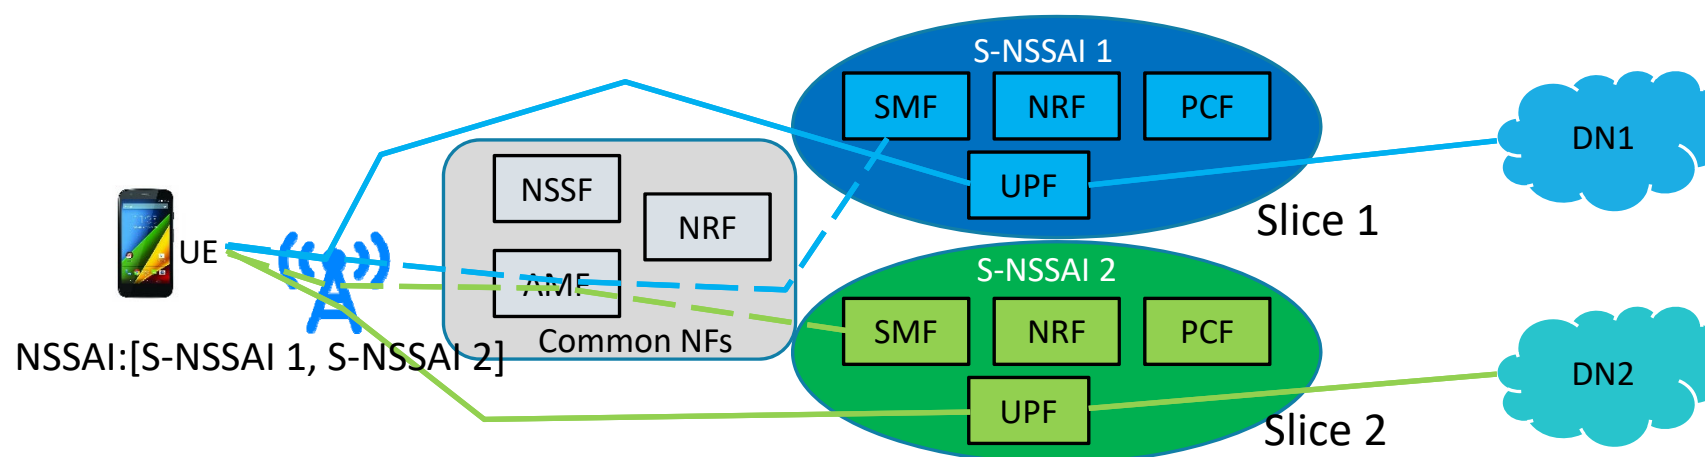 S-NSSAI 1
SMF
NRF
PCF
UPF
Slice 1
DN1
NSSF
NRF
AMF
Common NFs
UE
NSSAI:[S-NSSAI 1, S-NSSAI 2]
S-NSSAI 2
SMF
NRF
PCF
UPF
Slice 2
DN2